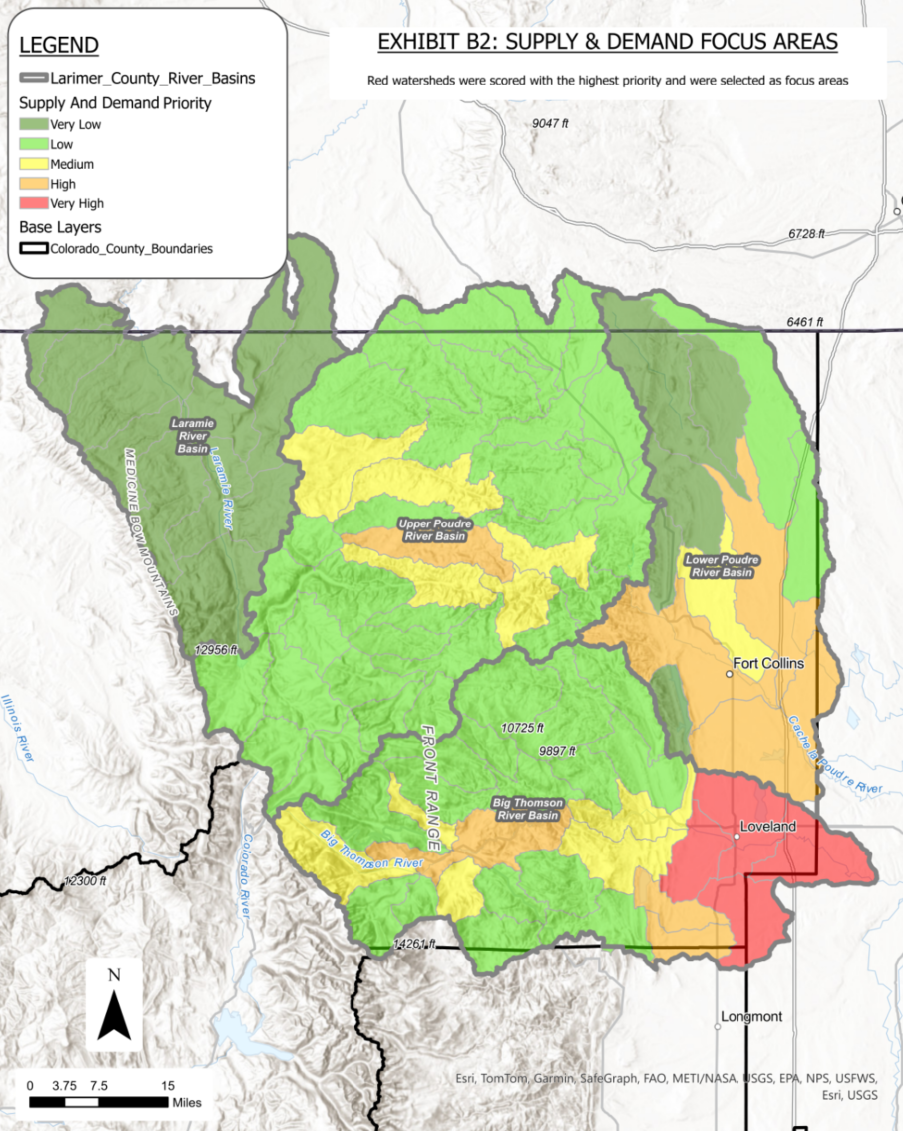 LEGEND
Larimer_County_River_Basins
Supply And Demand Priority
Very Low
Low
Medium
High
Very High
Base Layers
Colorado_County_Boundaries
EXHIBIT B2: SUPPLY & DEMAND FOCUS AREAS
Red watersheds were scored with the highest priority and were selected as focus areas
9047 ft
6728 ft
6461 ft
Laramie
River
Basin
Laramie River
MEDICINE BOW MOUNTAINS
Upper Poudre
River Basin
Lower Poudre
River Basin
12956 ft
Fort Collins
Illinois River
10725 ft
9897 ft
FRONT RANGE
Cache la Poudre River
Big Thomson
River Basin
Loveland
Big Thompson River
Colorado River
12300 ft
14261 ft
N
Longmont
0 3.75 7.5 15
Miles
Esri, TomTom, Garmin, SafeGraph, FAO, METI/NASA, USGS, EPA, NPS, USFWS,
Esri, USGS